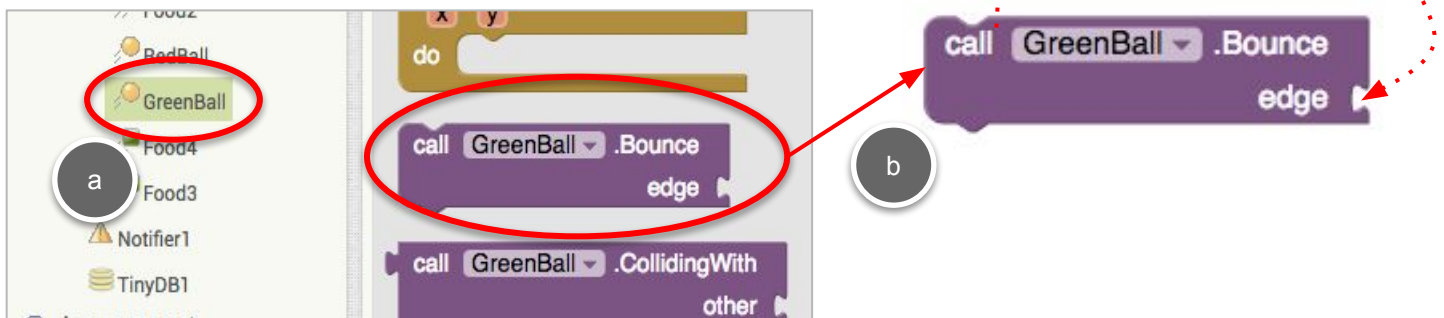 Food2
RedBall
GreenBall
Food4
a
Food3
Notifier1
TinyDB1
x y
do
call GreenBall .Bounce
edge
call GreenBall .CollidingWith
other
call GreenBall .Bounce
edge
b